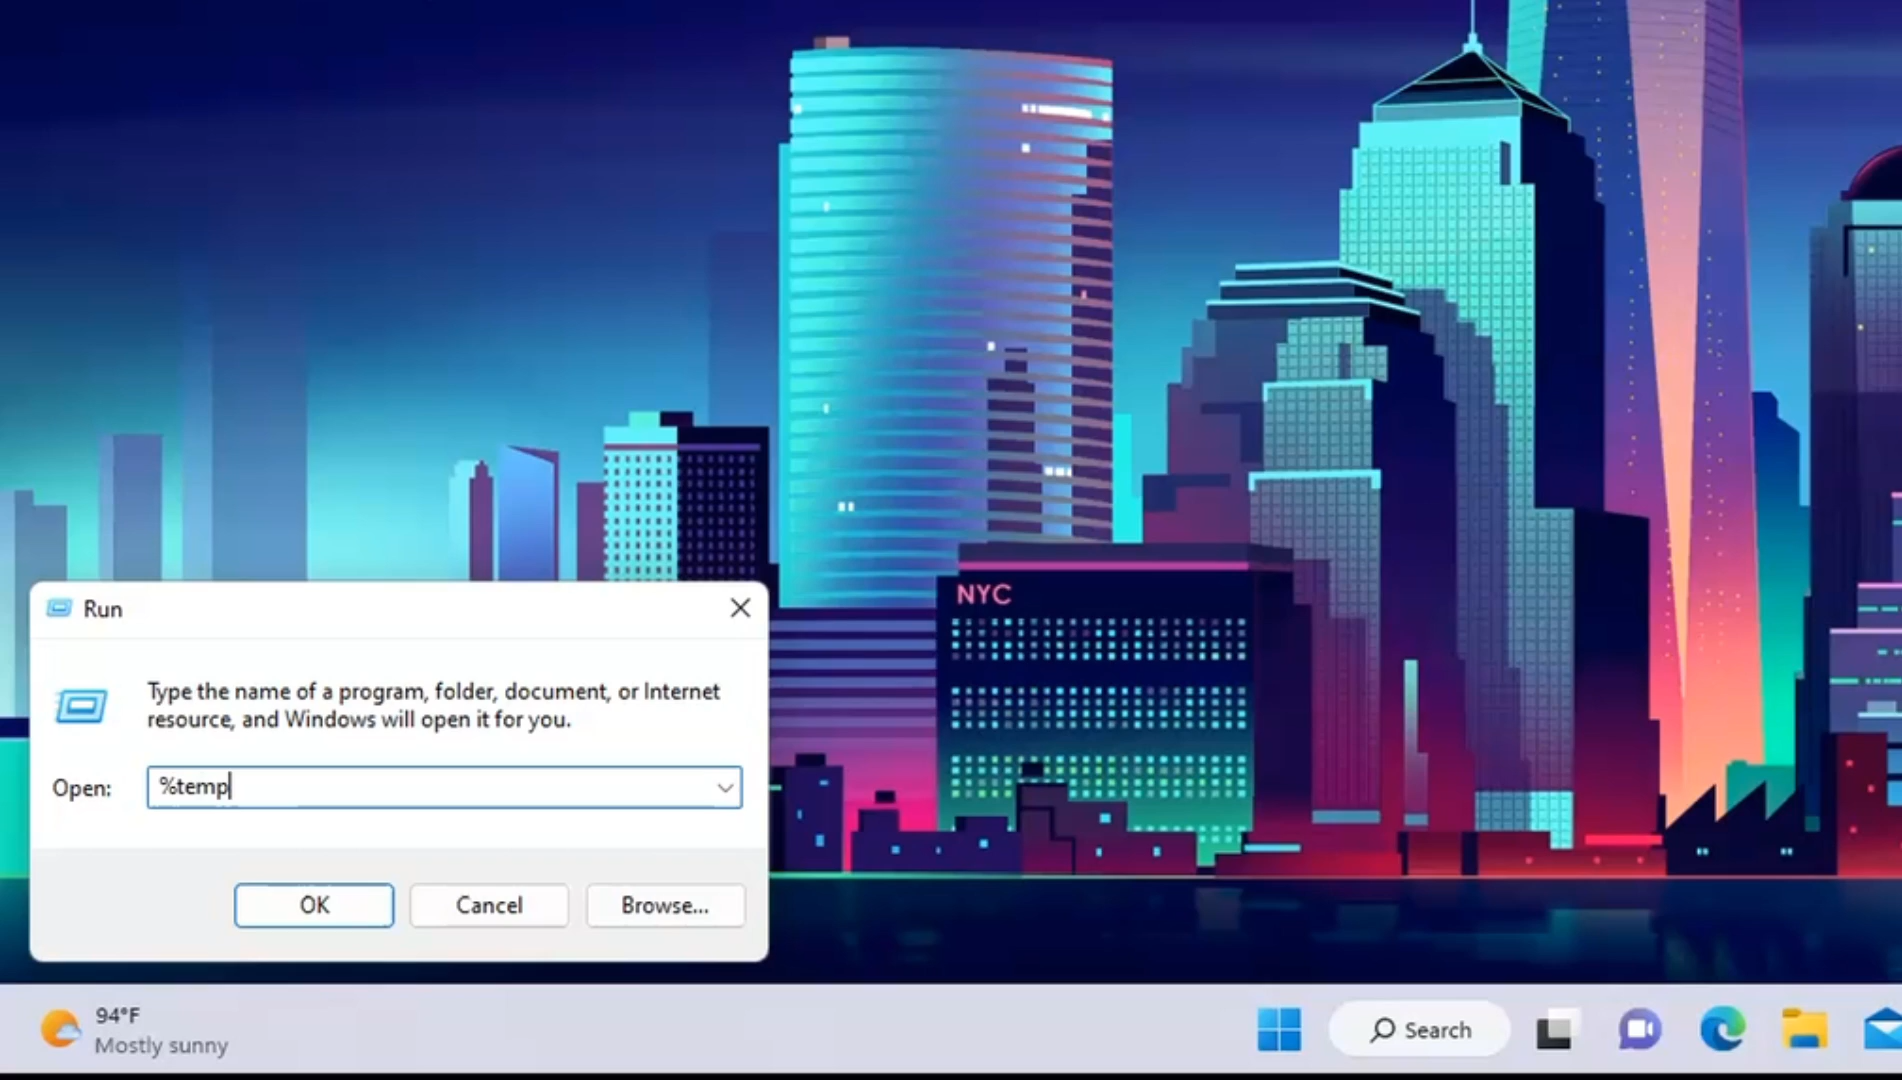 NYC
Run
Type the name of a program, folder, document, or Internet
resource, and Windows will open it for you.
Open:
%temp
OK
Cancel
Browse...
94°F
Mostly sunny
Search